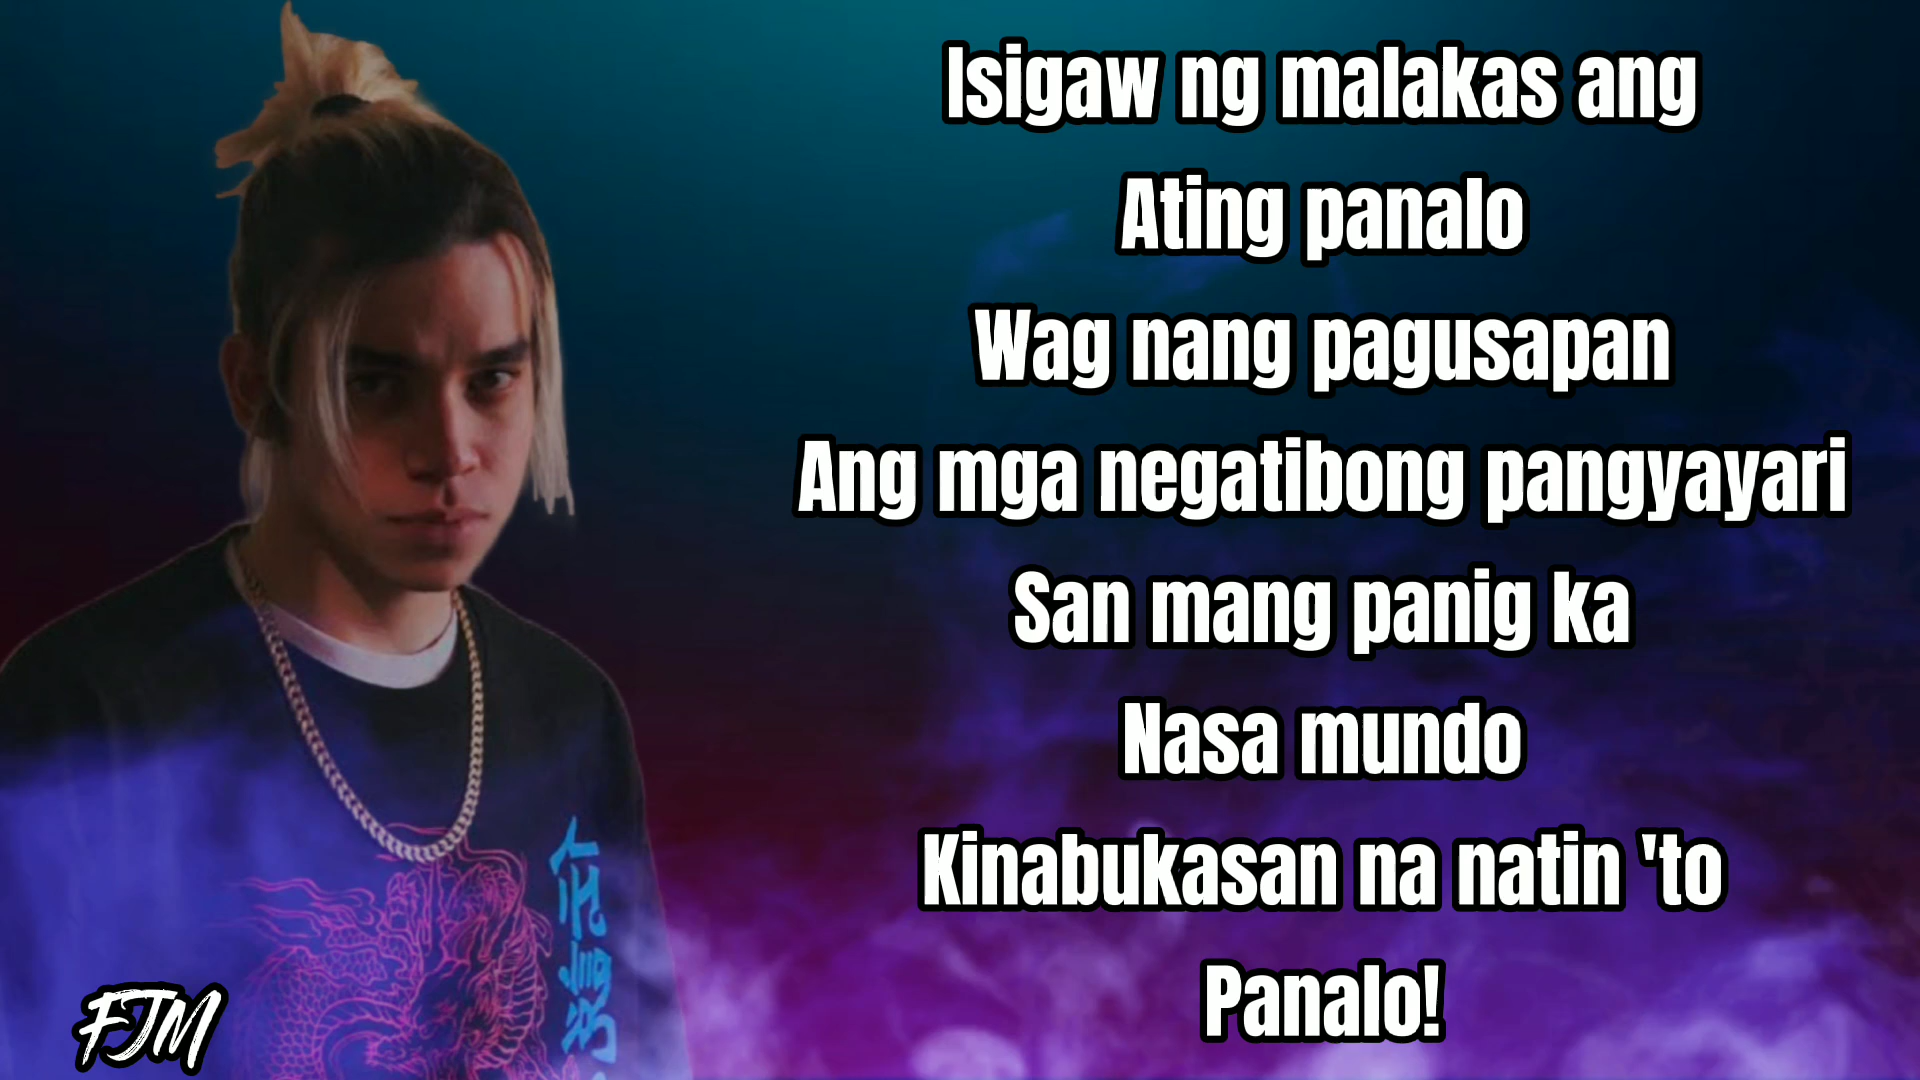 Isigaw ng malakas ang
Ating panalo
Wag nang pagusapan
Ang mga negatibong pangyayari
San mang panig ka
Nasa mundo
Kinabukasan na natin 'to
Panalo!
FJM